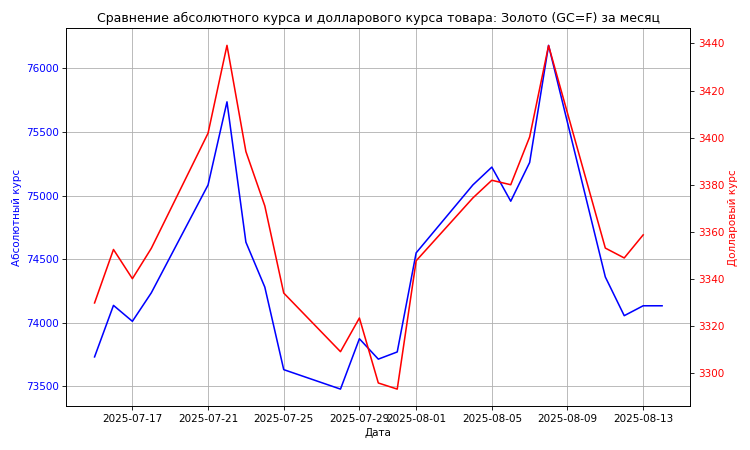 Сравнение абсолютного курса и долларового курса товара: Золото (GC=F) за месяц
Абсолютный курс
76000
75500
75000
74500
74000
73500
3440
3420
3400
3380
3360
3340
3320
3300
Долларовый курс
2025-07-17 2025-07-21 2025-07-25 2025-07-29 2025-08-01 2025-08-05 2025-08-09 2025-08-13
Дата